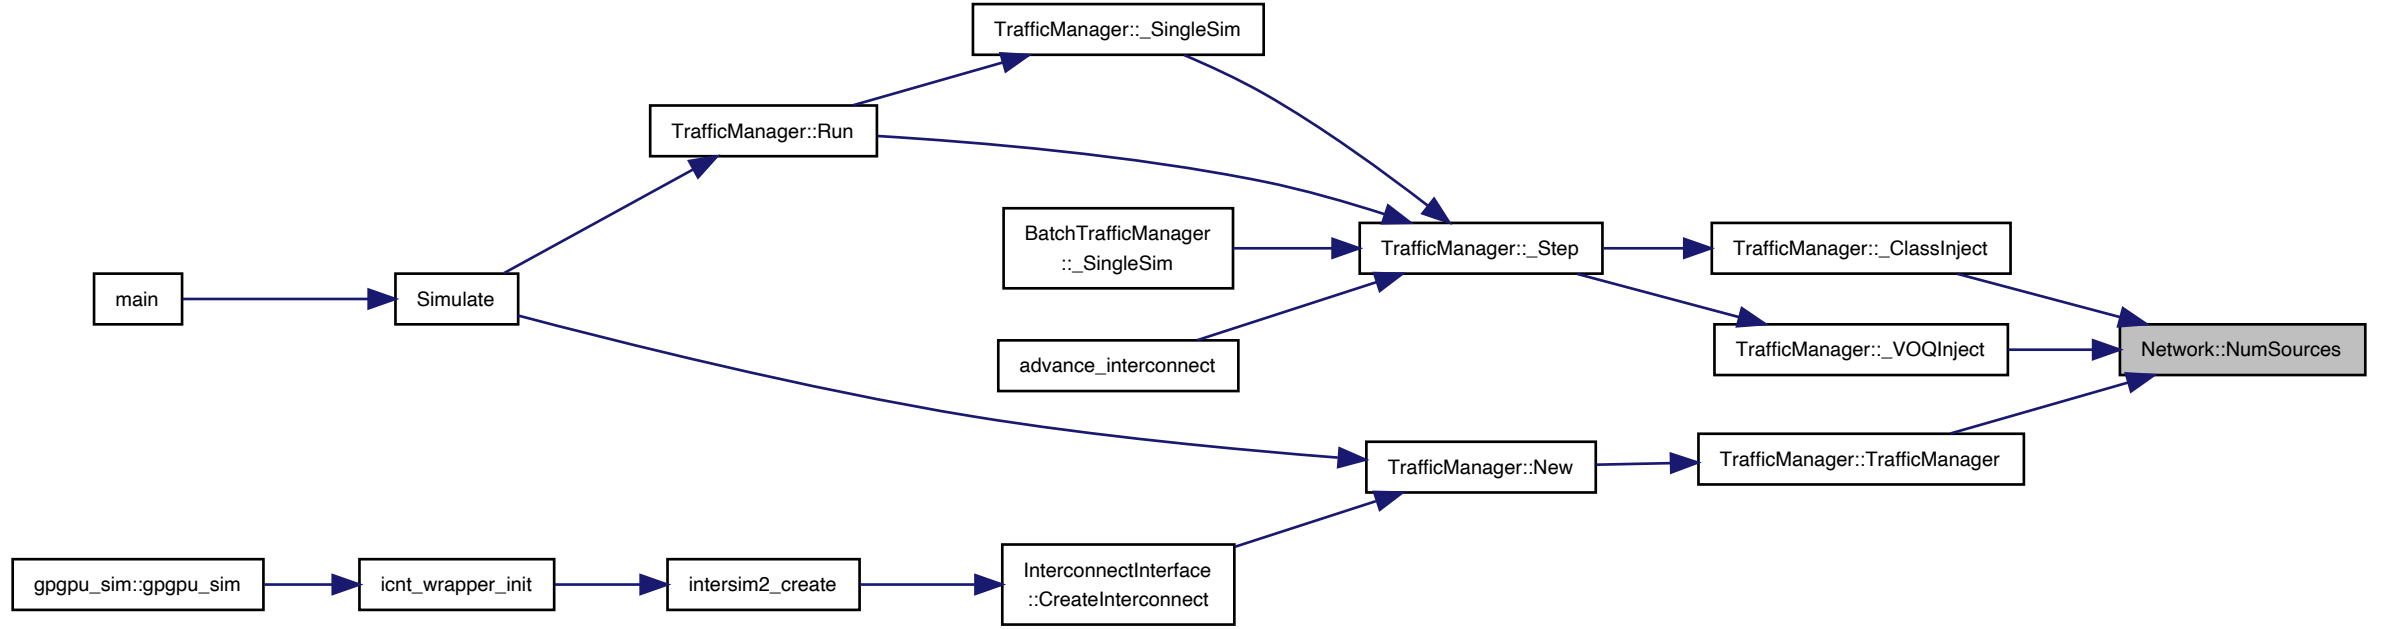 TrafficManager::_SingleSim
TrafficManager::Run
BatchTrafficManager
::_SingleSim
TrafficManager::_Step
TrafficManager::_ClassInject
main
Simulate
advance_interconnect
TrafficManager::_VOQInject
Network::NumSources
TrafficManager::New
TrafficManager::TrafficManager
gpgpu_sim::gpgpu_sim
icnt_wrapper_init
intersim2_create
InterconnectInterface
::CreateInterconnect